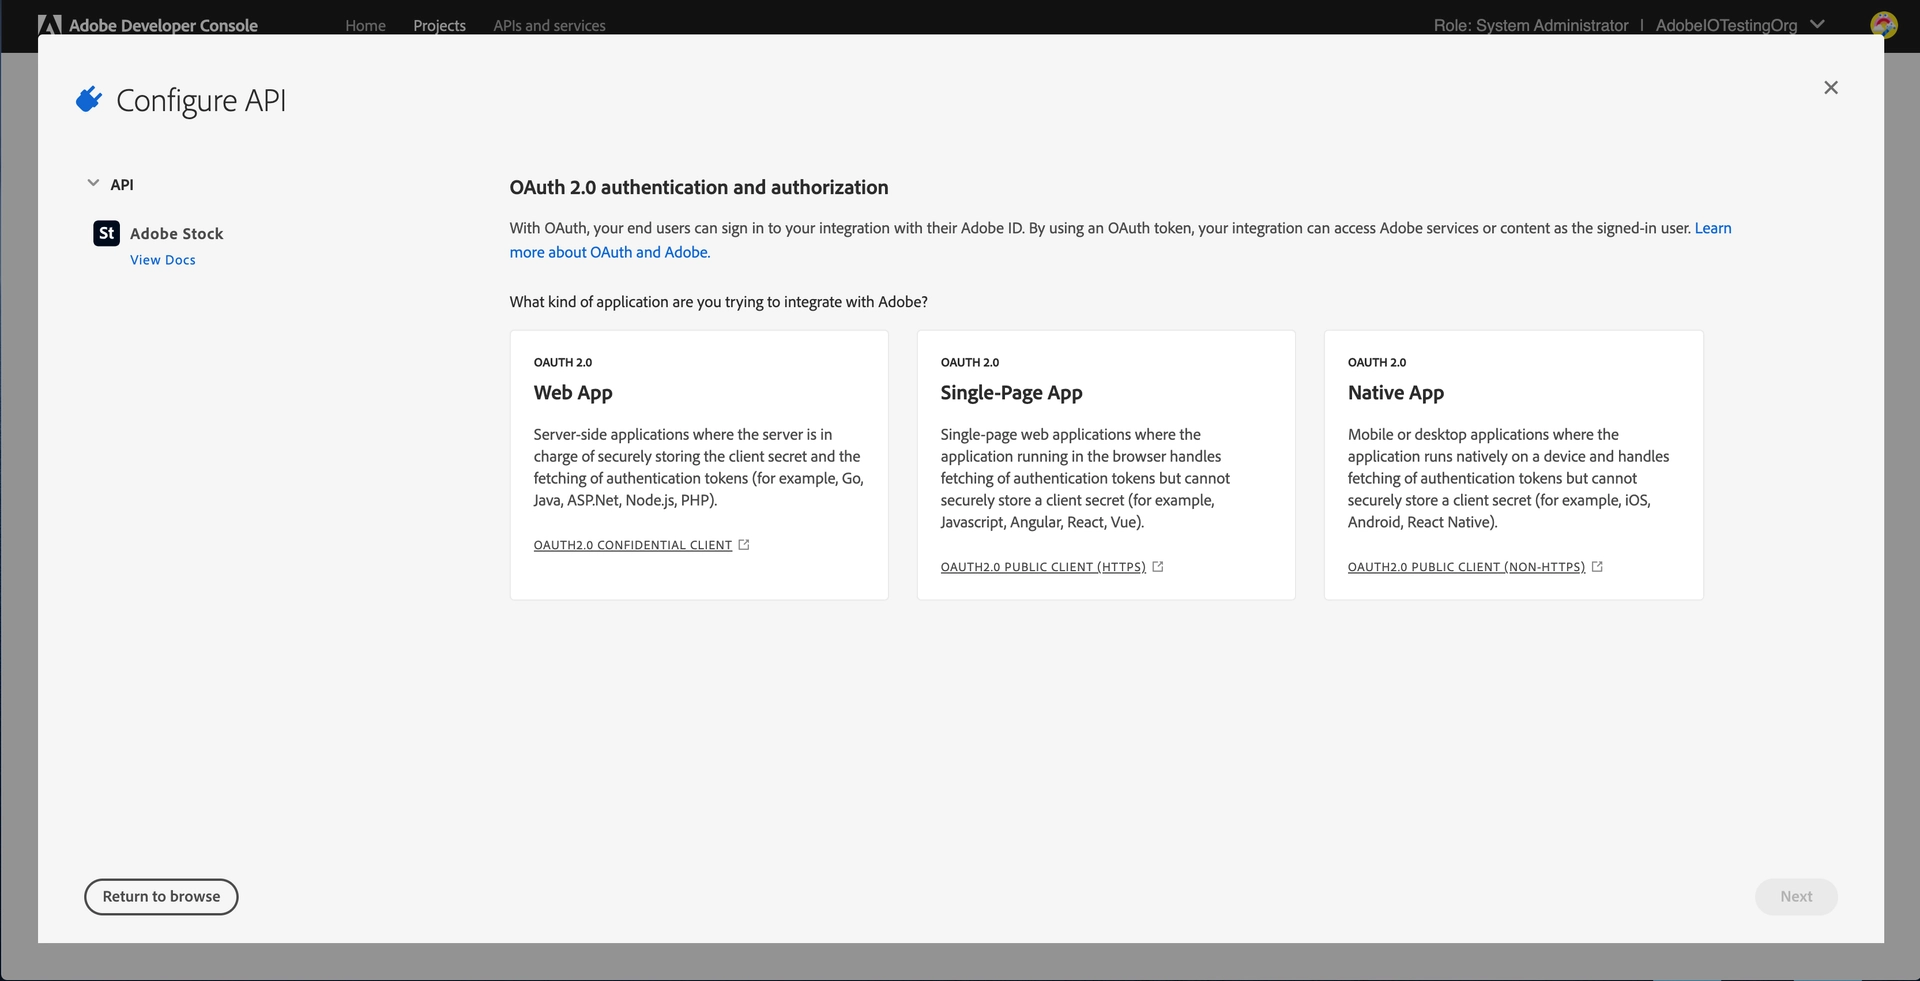 Adobe Developer Console
Home
Projects
APIs and services
Role: System Administrator | AdobeIOTestingOrg
Configure API
API
St Adobe Stock
View Docs
OAuth 2.0 authentication and authorization
With OAuth, your end users can sign in to your integration with their Adobe ID. By using an OAuth token, your integration can access Adobe services or content as the signed-in user. Learn
more about OAuth and Adobe.
What kind of application are you trying to integrate with Adobe?
OAUTH 2.0
Web App
Server-side applications where the server is in
charge of securely storing the client secret and the
fetching of authentication tokens (for example, Go,
Java, ASP.Net, Node.js, PHP).
OAUTH2.0 CONFIDENTIAL CLIENT
OAUTH 2.0
Single-Page App
Single-page web applications where the
application running in the browser handles
fetching of authentication tokens but cannot
securely store a client secret (for example,
Javascript, Angular, React, Vue).
OAUTH2.0 PUBLIC CLIENT (HTTPS)
OAUTH 2.0
Native App
Mobile or desktop applications where the
application runs natively on a device and handles
fetching of authentication tokens but cannot
securely store a client secret (for example, iOS,
Android, React Native).
OAUTH2.0 PUBLIC CLIENT (NON-HTTPS)
Return to browse
Next